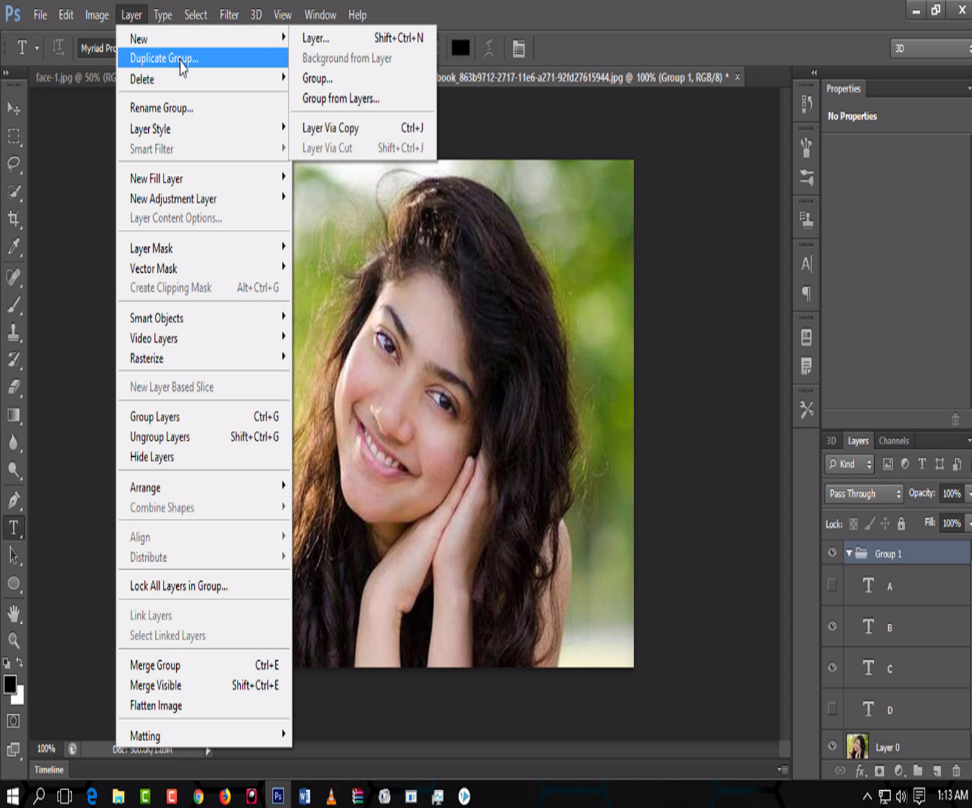 Ps File Edit Image Layer Type Select Filter 3D View Window Help
T T Myriad Pro 3D
face-1.jpg @ 50% (RG book_863b9712-2717-11e6-a271-92fd27615944.jpg @ 100% (Group 1, RGB/8) * ×
New
Duplicate Group...
Delete
Rename Group...
Layer Style
Smart Filter
New Fill Layer
New Adjustment Layer
Layer Content Options...
Layer Mask
Vector Mask
Create Clipping Mask Alt+Ctrl+G
Smart Objects
Video Layers
Rasterize
New Layer Based Slice
Group Layers Ctrl+G
Ungroup Layers Shift+Ctrl+G
Hide Layers
Arrange
Combine Shapes
Align
Distribute
Lock All Layers in Group...
Link Layers
Select Linked Layers
Merge Group Ctrl+E
Merge Visible Shift+Ctrl+E
Flatten Image
Matting
Layer... Shift+Ctrl+N
Background from Layer
Group...
Group from Layers...
Layer Via Copy Ctrl+J
Layer Via Cut Shift+Ctrl+J
Properties
No Properties
3D Layers Channels
Kind
Pass Through Opacity: 100%
Lock: Fill: 100%
Group 1
T A
T B
T C
T D
Layer 0
fx
100%
Timeline
1:13 AM